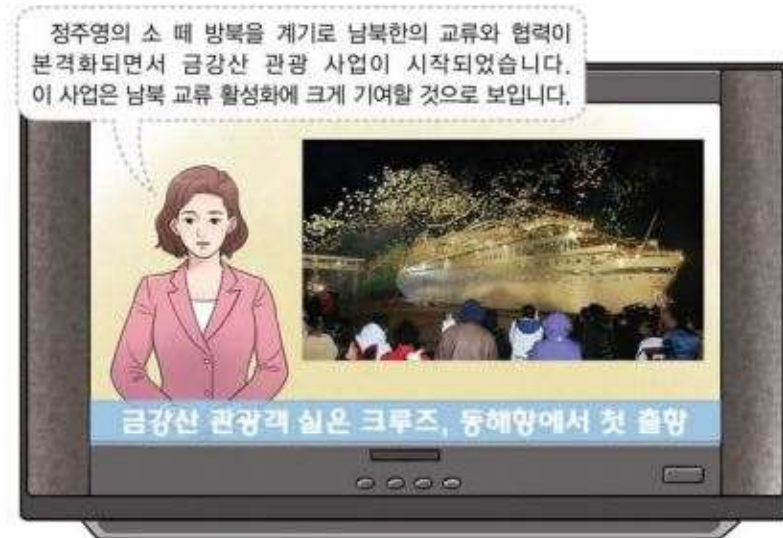 정주영의 소 떼 방북을 계기로 남북한의 교류와 협력이
본격화되면서 금강산 관광 사업이 시작되었습니다.
이 사업은 남북 교류 활성화에 크게 기여할 것으로 보입니다.
금강산 관광객 실은 크루즈, 동해항에서 첫 출항